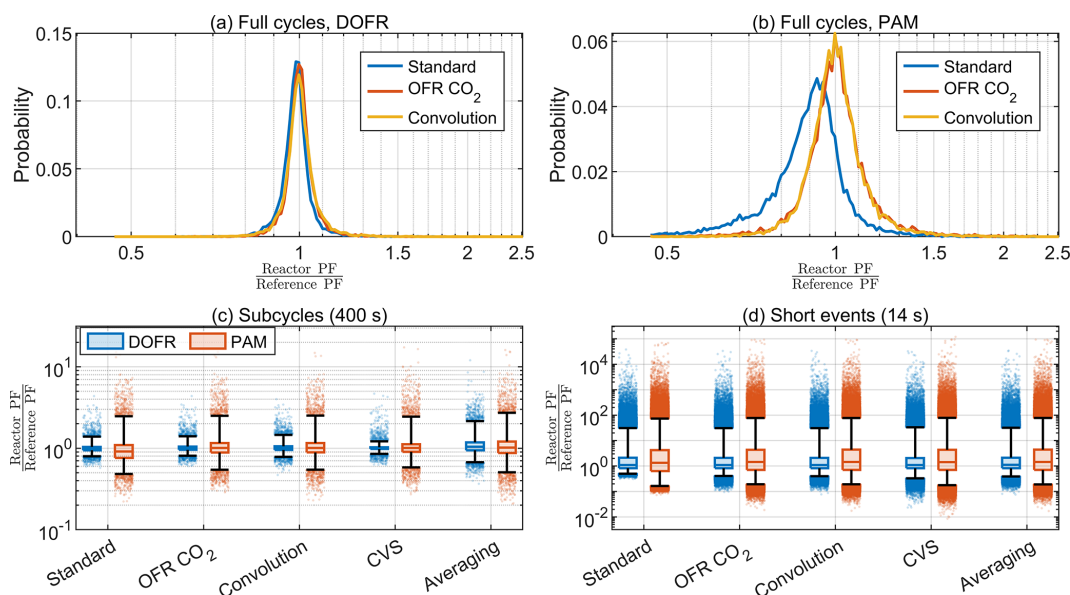 (a) Full cycles, DOFR
0.15
0.1
0.05
0
Probability
Standard
OFR CO2
Convolution
0.5
1
1.5
2
2.5
Reactor PF
Reference PF
(b) Full cycles, PAM
0.06
0.04
0.02
0
Probability
Standard
OFR CO2
Convolution
0.5
1
1.5
2
2.5
Reactor PF
Reference PF
(c) Subcycles (400 s)
DOFR
PAM
10^1
10^0
10^-1
Reactor PF
Reference PF
Standard
OFR CO2
Convolution
CVS
Averaging
(d) Short events (14 s)
10^4
10^2
10^0
10^-2
Reactor PF
Reference PF
Standard
OFR CO2
Convolution
CVS
Averaging